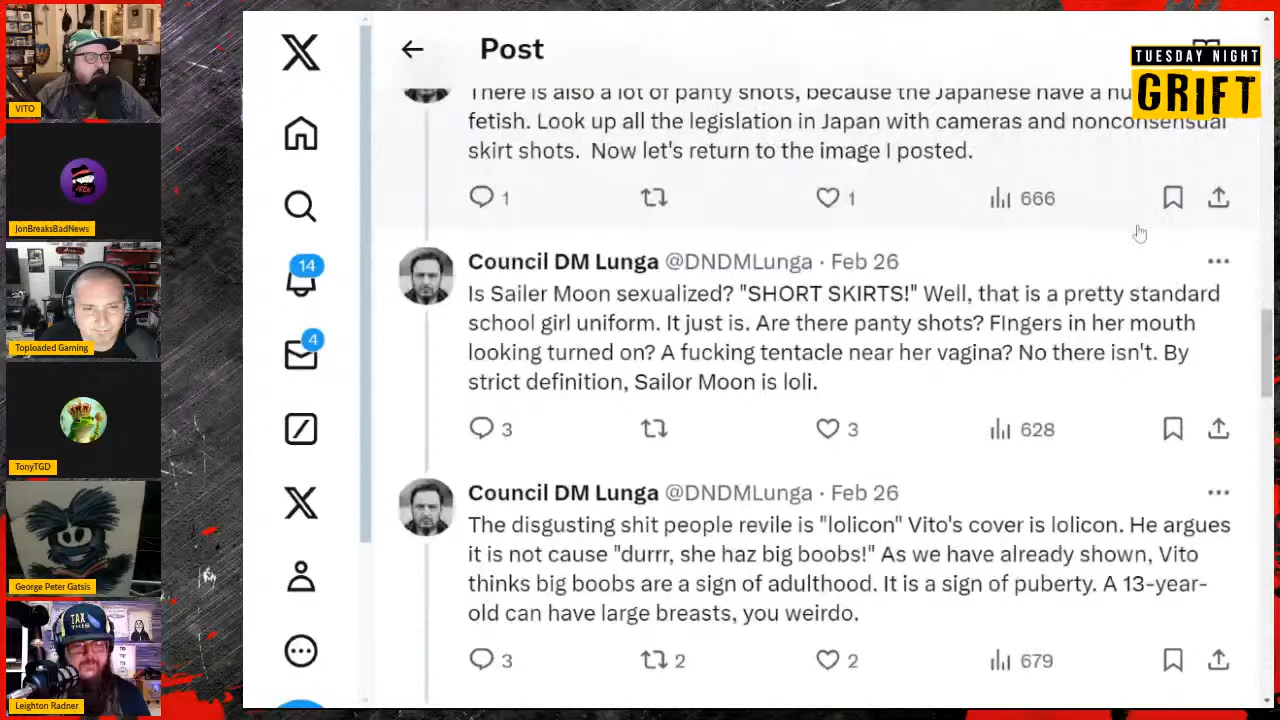 VITO
JonBreaksBadNews
Toploaded Gaming
TonyTGD
George Peter Gatsis
TAX
THIS
Leighton Radner
14
4
Post
TUESDAY NIGHT
GRIFT
There is also a lot of panty shots, because the Japanese have a
fetish. Look up all the legislation in Japan with cameras and nonconsensual
skirt shots. Now let's return to the image I posted.
1
1
666
Council DM Lunga @DNDMLunga · Feb 26
Is Sailer Moon sexualized? "SHORT SKIRTS!" Well, that is a pretty standard
school girl uniform. It just is. Are there panty shots? FIngers in her mouth
looking turned on? A fucking tentacle near her vagina? No there isn't. By
strict definition, Sailor Moon is loli.
3
3
628
Council DM Lunga @DNDMLunga · Feb 26
The disgusting shit people revile is "lolicon" Vito's cover is lolicon. He argues
it is not cause "durrr, she haz big boobs!" As we have already shown, Vito
thinks big boobs are a sign of adulthood. It is a sign of puberty. A 13-year-
old can have large breasts, you weirdo.
3
2
2
679